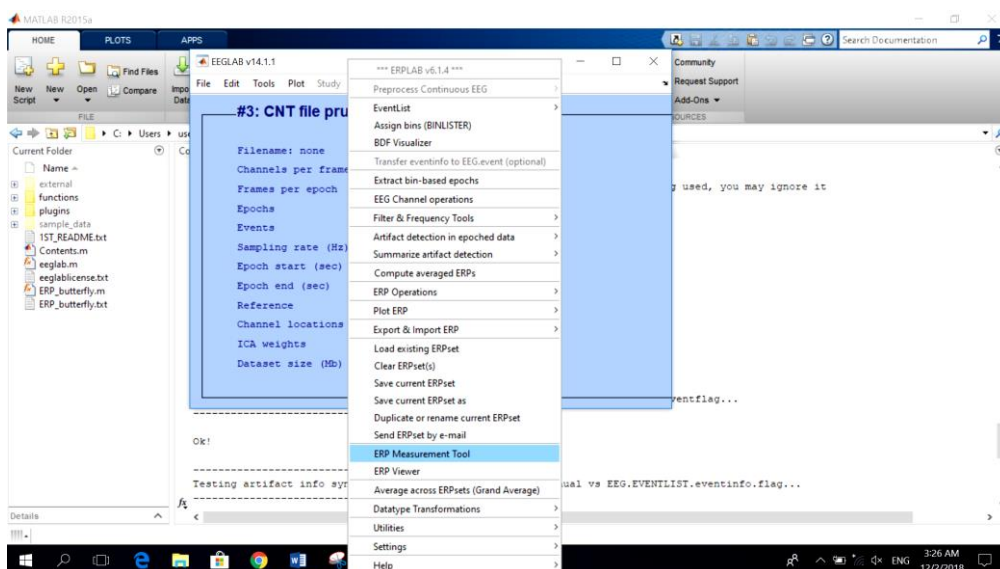 MATLAB R2015a
HOME PLOTS APPS
Search Documentation
New Script
New
Open
Find Files
Compare
FILE
Community
Request Support
Add-Ons
C: Users
Current Folder
Name
external
functions
plugins
sample_data
1ST_README.txt
Contents.m
eeglab.m
eeglablicense.txt
ERP_butterfly.m
ERP_butterfly.txt
Details
EEGLAB v14.1.1
File Edit Tools Plot Study
#3: CNT file pru
Filename: none
Channels per frame
Frames per epoch
Epochs
Events
Sampling rate (Hz)
Epoch start (sec)
Epoch end (sec)
Reference
Channel locations
ICA weights
Dataset size (Mb)
*** ERPLAB v6.1.4 ***
Preprocess Continuous EEG
EventList
Assign bins (BINLISTER)
BDF Visualizer
Transfer eventinfo to EEG.event (optional)
Extract bin-based epochs
EEG Channel operations
Filter & Frequency Tools
Artifact detection in epoched data
Summarize artifact detection
Compute averaged ERPs
ERP Operations
Plot ERP
Export & Import ERP
Load existing ERPset
Clear ERPset(s)
Save current ERPset
Save current ERPset as
Duplicate or rename current ERPset
Send ERPset by e-mail
ERP Measurement Tool
ERP Viewer
Average across ERPsets (Grand Average)
Datatype Transformations
Utilities
Settings
Help
used, you may ignore it
ventflag...
Ok!
Testing artifact info syn
ual vs EEG.EVENTLIST.eventinfo.flag...
fx
ENG
3:26 AM
12/2/2018